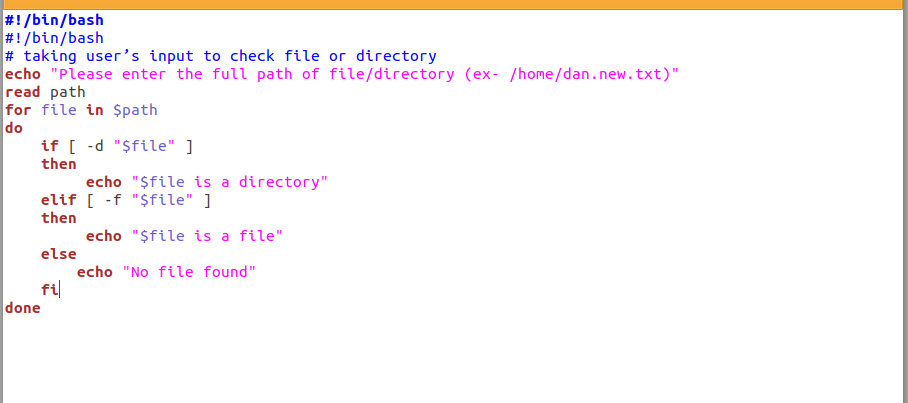 #!/bin/bash
#!/bin/bash
# taking user’s input to check file or directory
echo "Please enter the full path of file/directory (ex- /home/dan.new.txt)"
read path
for file in $path
do
    if [ -d "$file" ]
    then
         echo "$file is a directory"
    elif [ -f "$file" ]
    then
         echo "$file is a file"
    else
        echo "No file found"
    fi
done